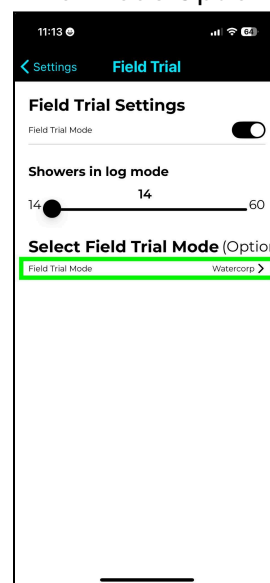 11:13
64
Settings Field Trial
Field Trial Settings
Field Trial Mode
Showers in log mode
14
14 60
Select Field Trial Mode (Option
Field Trial Mode Watercorp